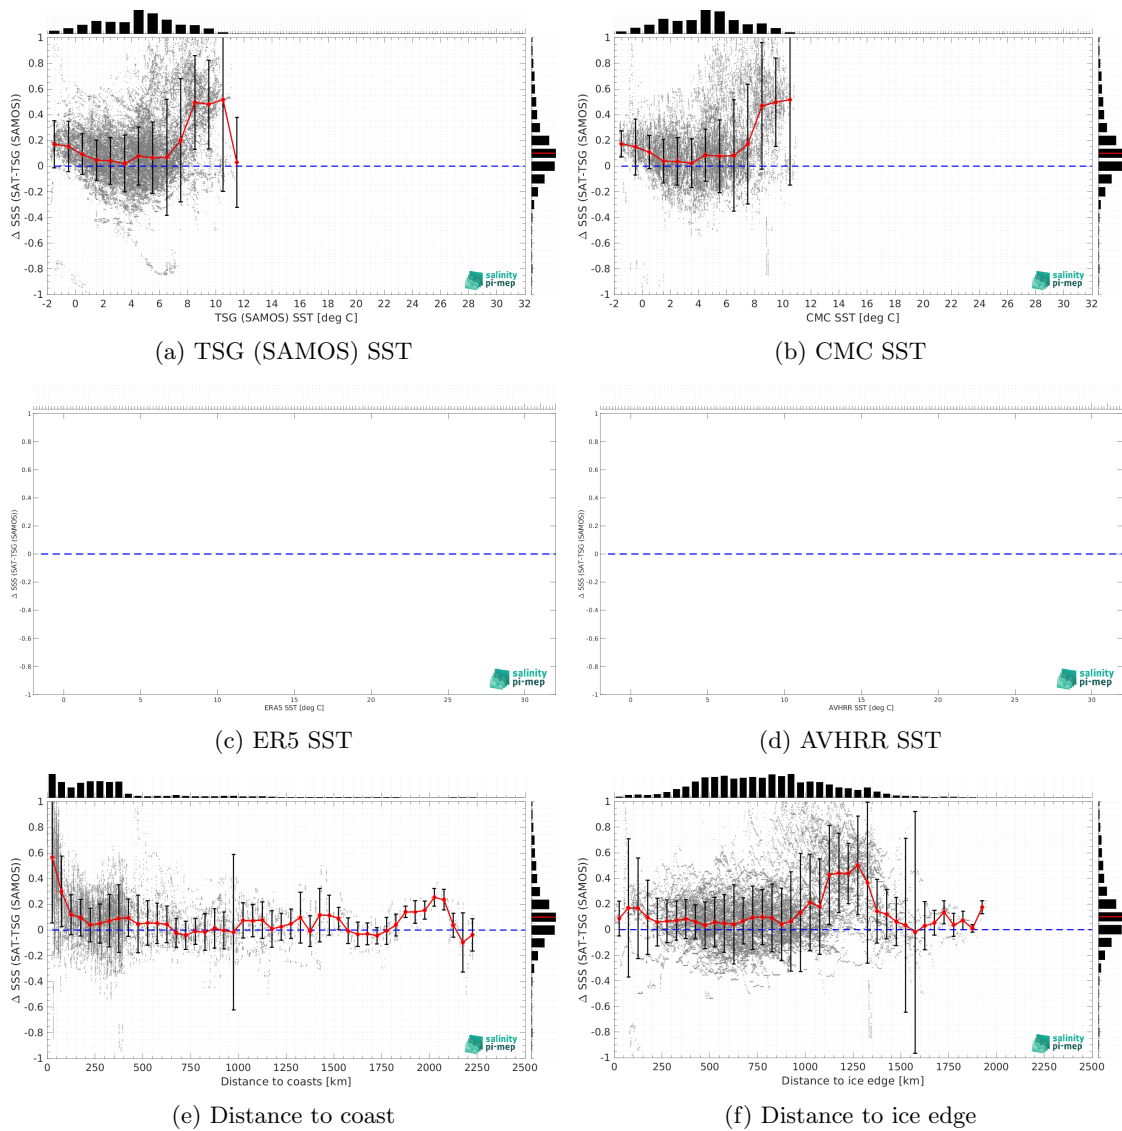 1
0.8
0.6
0.4
0.2
0
-0.2
-0.4
-0.6
-0.8
-1
Δ SSS (SAT-TSG (SAMOS))
-2 0 2 4 6 8 10 12 14 16 18 20 22 24 26 28 30 32
TSG (SAMOS) SST [deg C]
salinity
pi-mep
(a) TSG (SAMOS) SST
1
0.8
0.6
0.4
0.2
0
-0.2
-0.4
-0.6
-0.8
-1
Δ SSS (SAT-TSG (SAMOS))
-2 0 2 4 6 8 10 12 14 16 18 20 22 24 26 28 30 32
CMC SST [deg C]
salinity
pi-mep
(b) CMC SST
1
0.8
0.6
0.4
0.2
0
-0.2
-0.4
-0.6
-0.8
-1
Δ SSS (SAT-TSG (SAMOS))
0 5 10 15 20 25 30
ERA5 SST [deg C]
salinity
pi-mep
(c) ER5 SST
1
0.8
0.6
0.4
0.2
0
-0.2
-0.4
-0.6
-0.8
-1
Δ SSS (SAT-TSG (SAMOS))
0 5 10 15 20 25 30
AVHRR SST [deg C]
salinity
pi-mep
(d) AVHRR SST
1
0.8
0.6
0.4
0.2
0
-0.2
-0.4
-0.6
-0.8
-1
Δ SSS (SAT-TSG (SAMOS))
0 250 500 750 1000 1250 1500 1750 2000 2250 2500
Distance to coasts [km]
salinity
pi-mep
(e) Distance to coast
1
0.8
0.6
0.4
0.2
0
-0.2
-0.4
-0.6
-0.8
-1
Δ SSS (SAT-TSG (SAMOS))
0 250 500 750 1000 1250 1500 1750 2000 2250 2500
Distance to ice edge [km]
salinity
pi-mep
(f) Distance to ice edge